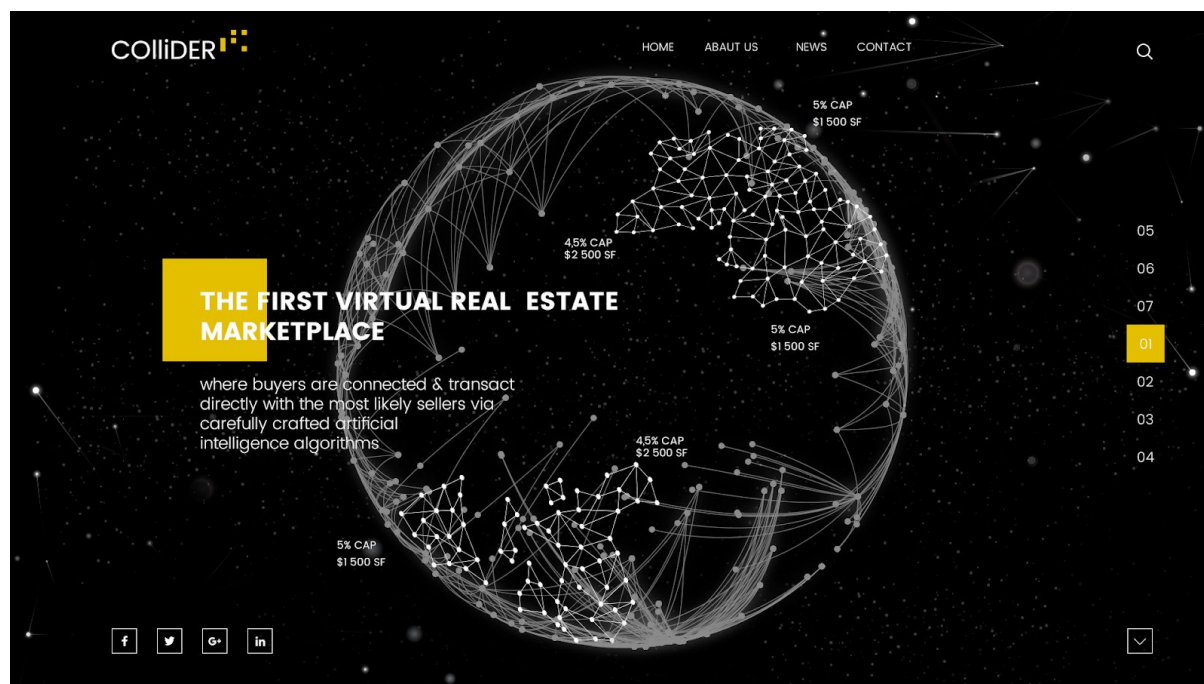 COlliDER
HOME ABAUT US NEWS CONTACT
5% CAP
$1 500 SF
4,5% CAP
$2 500 SF
THE FIRST VIRTUAL REAL ESTATE
MARKETPLACE
5% CAP
$1 500 SF
where buyers are connected & transact
directly with the most likely sellers via
carefully crafted artificial
intelligence algorithms
4,5% CAP
$2 500 SF
5% CAP
$1 500 SF
05
06
07
01
02
03
04
f
G+
in